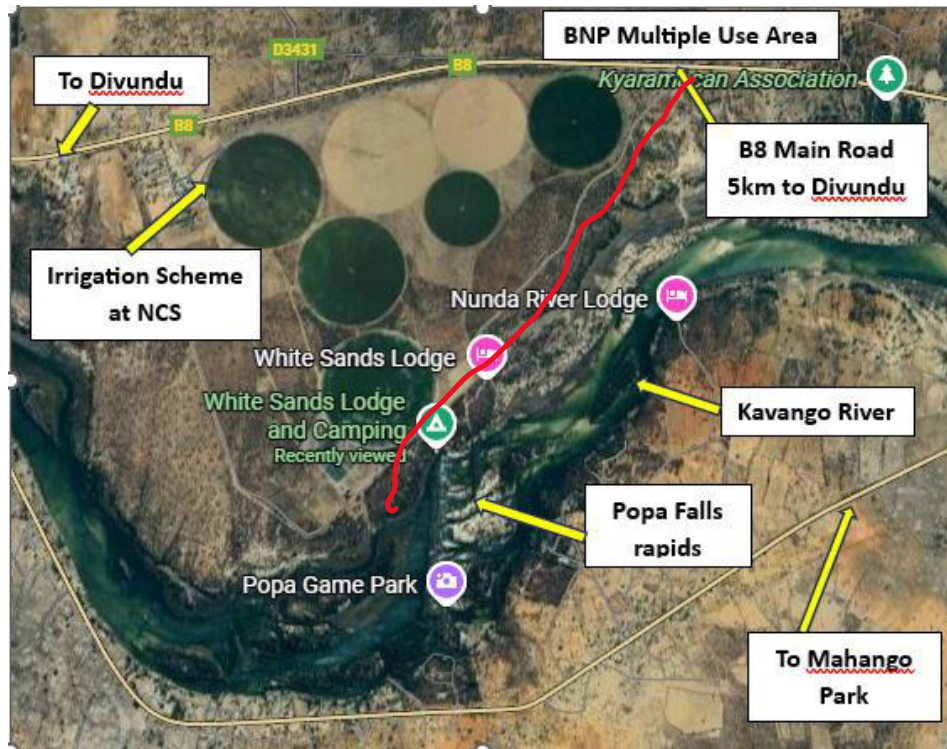 D3431
BNP Multiple Use Area
B8
To Divundu
Association
B8
B8 Main Road
5km to Divundu
Irrigation Scheme
at NCS
Nunda River Lodge
White Sands Lodge
White Sands Lodge
and Camping
Recently viewed
Kavango River
Popa Falls
rapids
Popa Game Park
To Mahango
Park